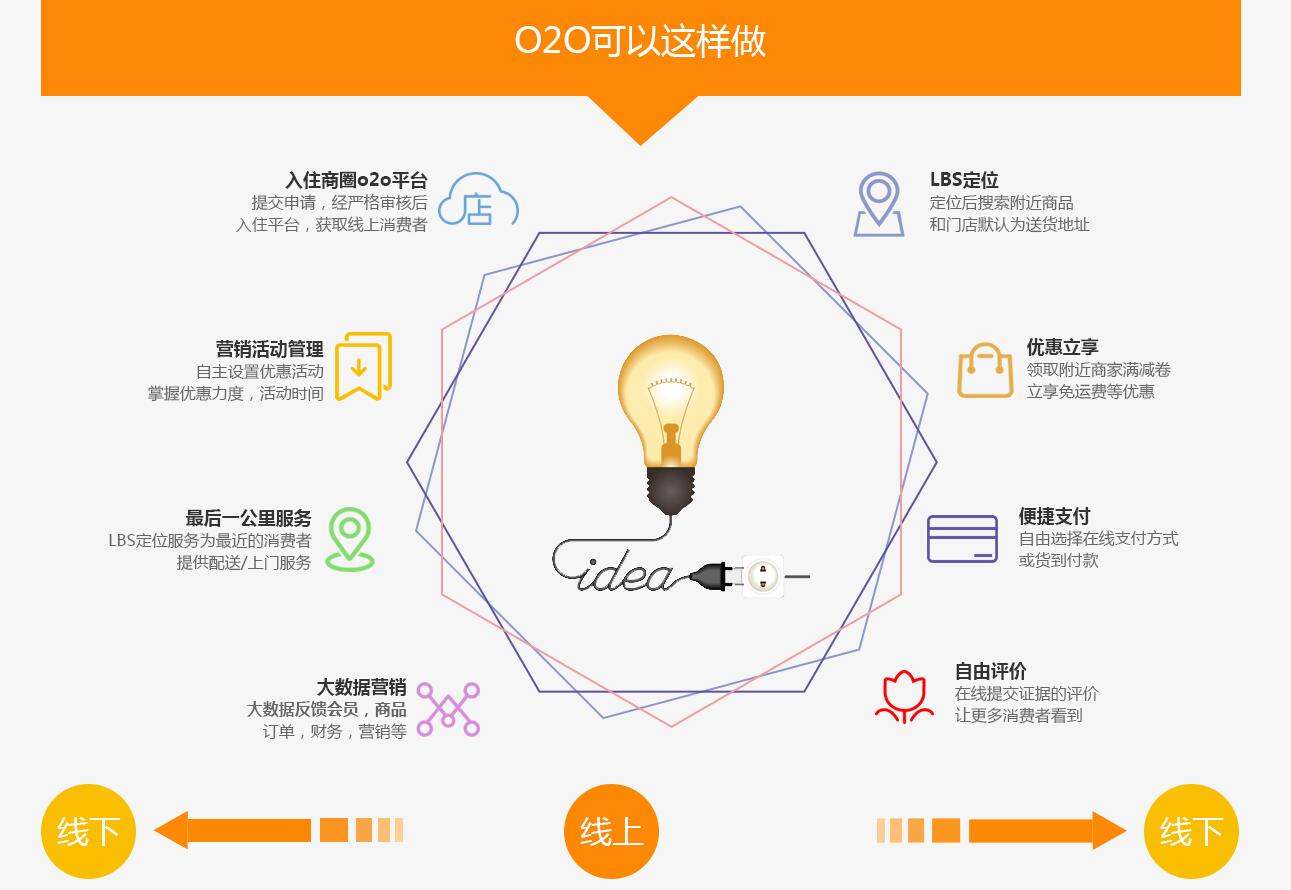 O2O可以这样做
入住商圈o2o平台
提交申请，经严格审核后
入住平台，获取线上消费者
店
LBS定位
定位后搜索附近商品
和门店默认为送货地址
营销活动管理
自主设置优惠活动
掌握优惠力度，活动时间
优惠立享
领取附近商家满减卷
立享免运费等优惠
最后一公里服务
LBS定位服务为最近的消费者
提供配送/上门服务
便捷支付
自由选择在线支付方式
或货到付款
idea
大数据营销
大数据反馈会员，商品
订单，财务，营销等
自由评价
在线提交证据的评价
让更多消费者看到
线下
线上
线下